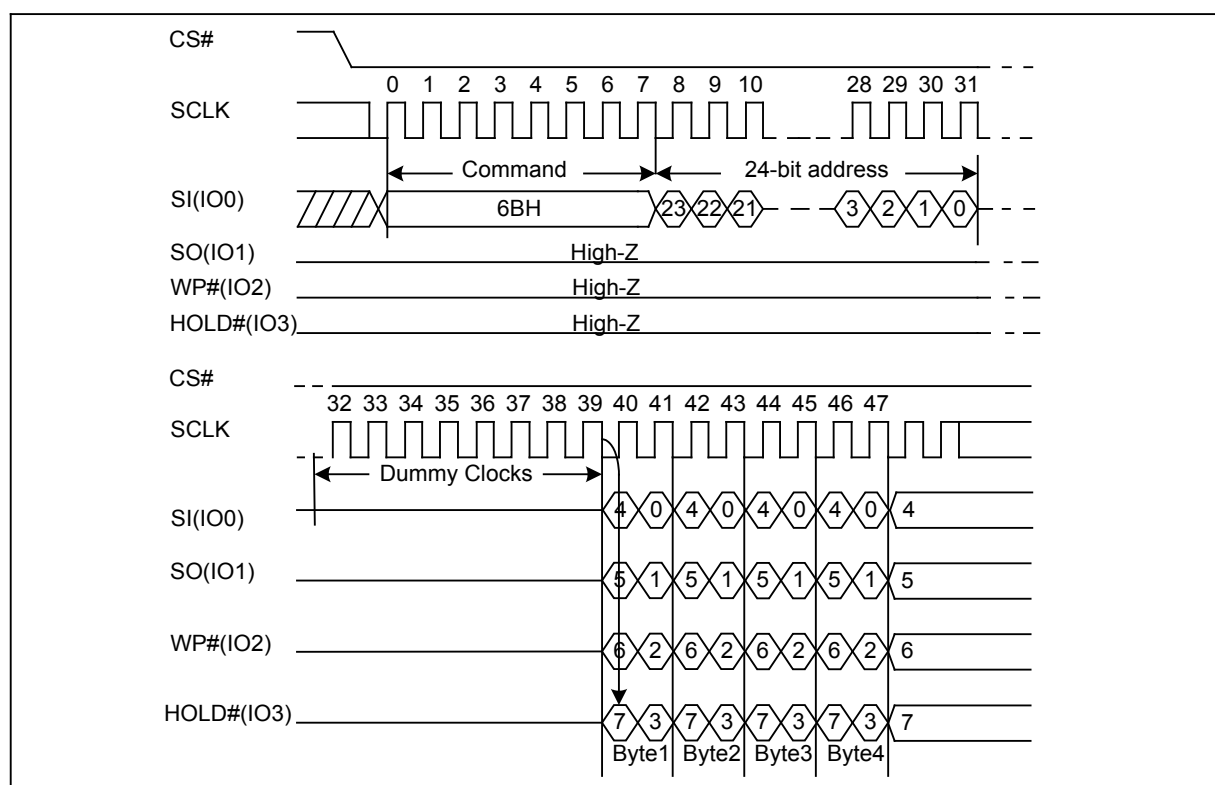 CS#
0 1 2 3 4 5 6 7 8 9 10 28 29 30 31
SCLK
Command 24-bit address
SI(IO0) 6BH 23 22 21 3 2 1 0
SO(IO1) High-Z
WP#(IO2) High-Z
HOLD#(IO3) High-Z
CS#
32 33 34 35 36 37 38 39 40 41 42 43 44 45 46 47
SCLK
Dummy Clocks
SI(IO0) 4 0 4 0 4 0 4 0 4
SO(IO1) 5 1 5 1 5 1 5 1 5
WP#(IO2) 6 2 6 2 6 2 6 2 6
HOLD#(IO3) 7 3 7 3 7 3 7 3 7
Byte1 Byte2 Byte3 Byte4